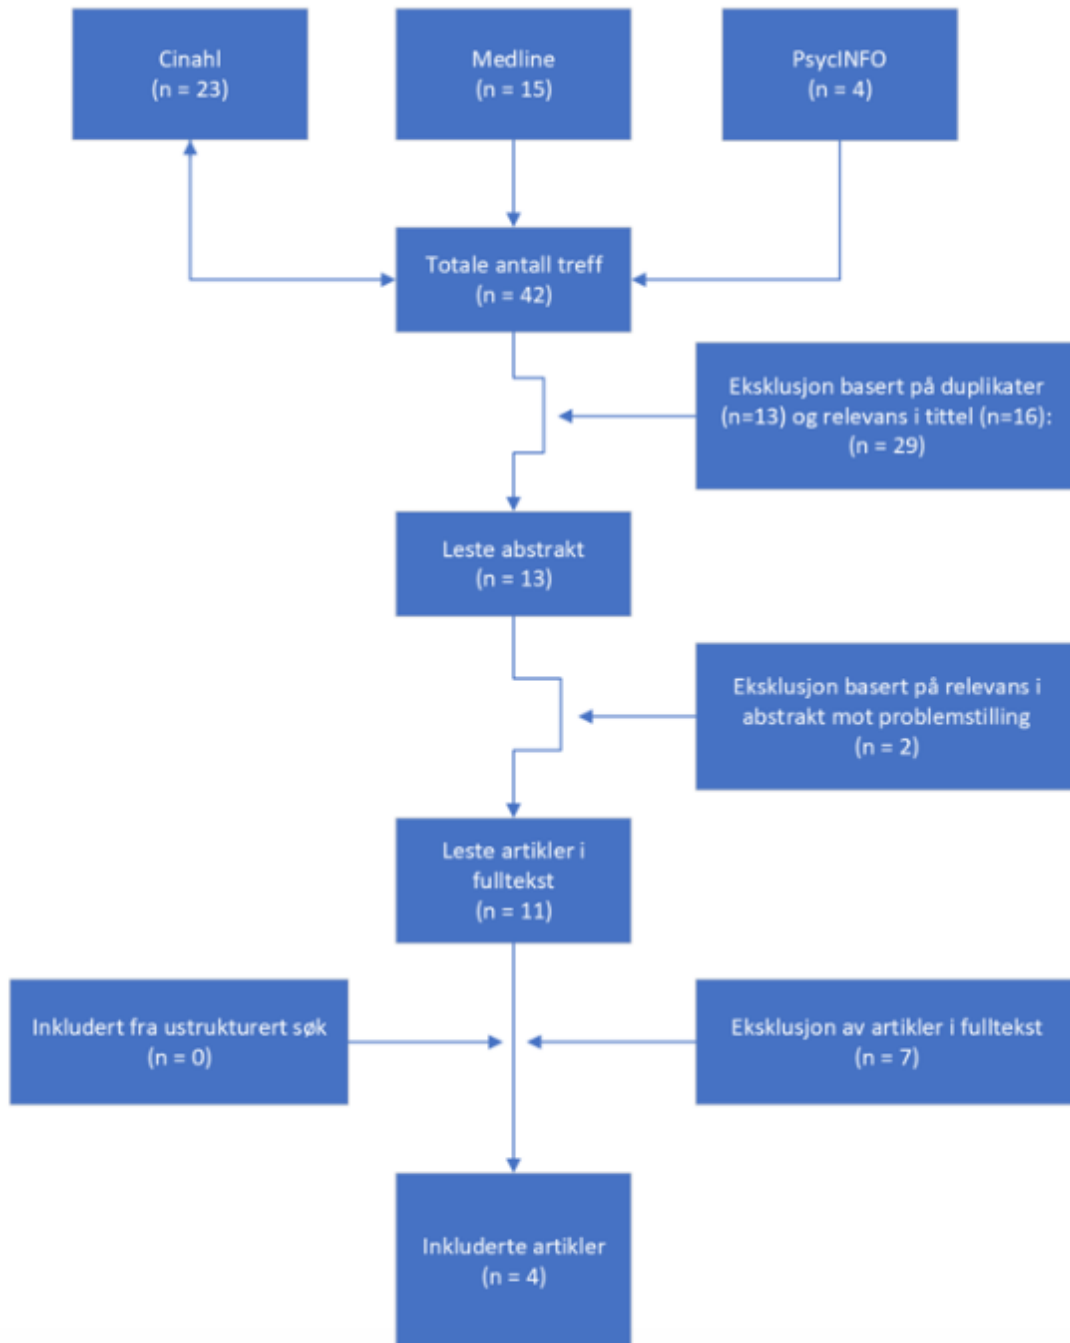 Cinahl
(n = 23)
Medline
(n = 15)
PsycINFO
(n = 4)
Totale antall treff
(n = 42)
Eksklusjon basert på duplikater
(n=13) og relevans i tittel (n=16):
(n = 29)
Leste abstrakt
(n = 13)
Eksklusjon basert på relevans i
abstrakt mot problemstilling
(n = 2)
Leste artikler i
fulltekst
(n = 11)
Inkludert fra ustrukturert søk
(n = 0)
Eksklusjon av artikler i fulltekst
(n = 7)
Inkluderte artikler
(n = 4)